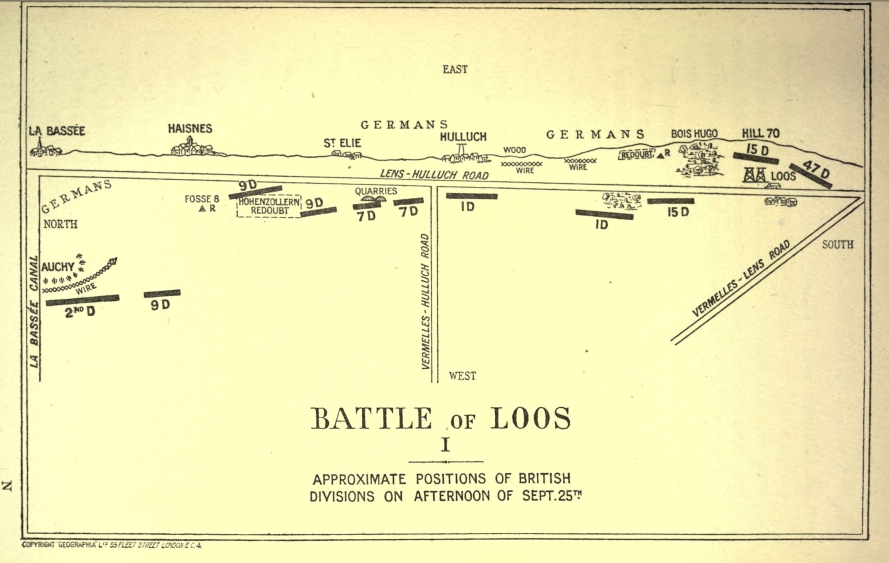 EAST
GERMANS
LA BASSÉE
HAISNES
ST ELIE
HULLUCH
WOOD
WIRE
GERMANS
WIRE
REDOUBT
R
BOIS HUGO
HILL 70
15 D
47 D
LOOS
LENS-HULLUCH ROAD
GERMANS
NORTH
FOSSE 8
R
9 D
HOHENZOLLERN
REDOUBT
9 D
QUARRIES
7 D
7 D
1 D
1 D
15 D
SOUTH
AUCHY
WIRE
2ND D
9 D
LA BASSÉE CANAL
VERMELLES-HULLUCH ROAD
VERMELLES-LENS ROAD
WEST
BATTLE OF LOOS
I
APPROXIMATE POSITIONS OF BRITISH
DIVISIONS ON AFTERNOON OF SEPT. 25TH
N
COPYRIGHT "GEOGRAPHIA" LTD 55 FLEET STREET LONDON E.C.4.